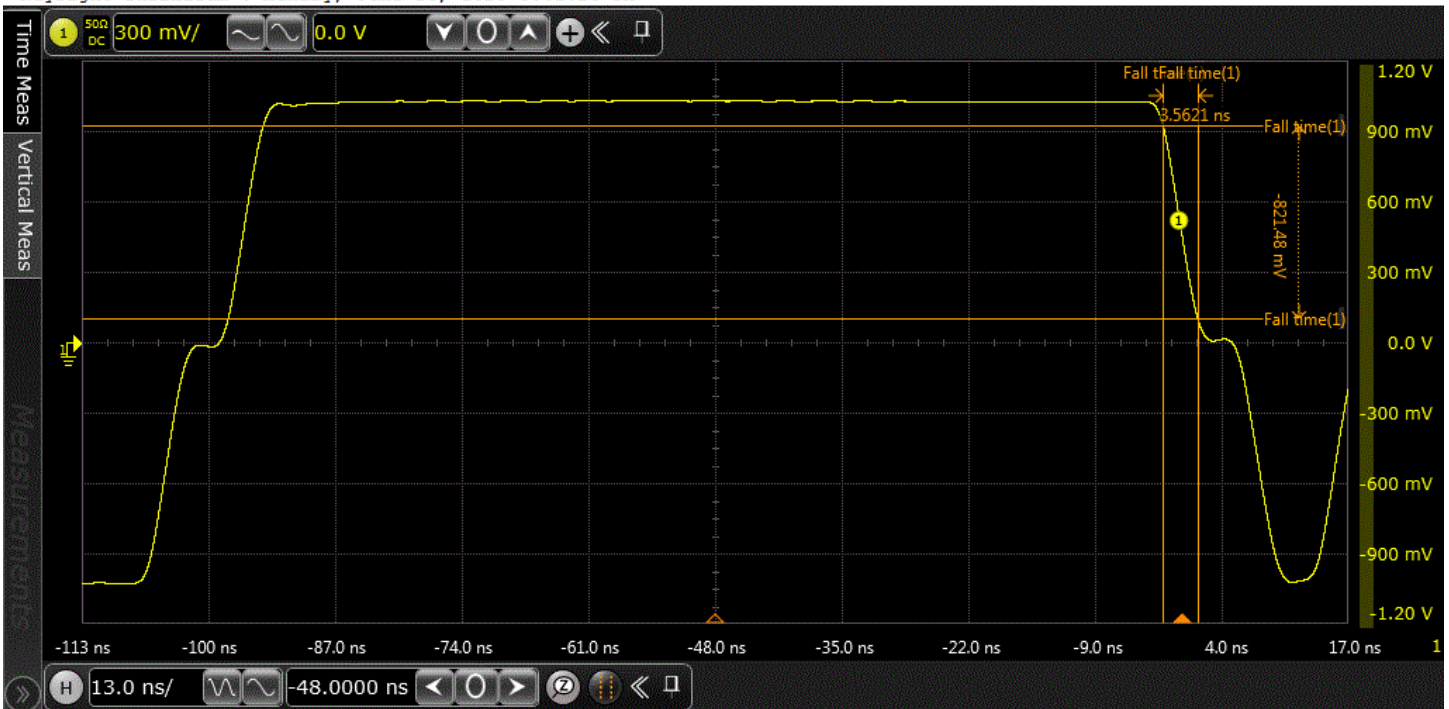 1 50Ω DC 300 mV/ 0.0 V
Time Meas
Vertical Meas
Measurements
Fall t Fall time(1)
3.5621 ns
Fall time(1)
-821.48 mV
Fall time(1)
1
1
1.20 V
900 mV
600 mV
300 mV
0.0 V
-300 mV
-600 mV
-900 mV
-1.20 V
-113 ns -100 ns -87.0 ns -74.0 ns -61.0 ns -48.0 ns -35.0 ns -22.0 ns -9.0 ns 4.0 ns 17.0 ns 1
H 13.0 ns/ -48.0000 ns Z